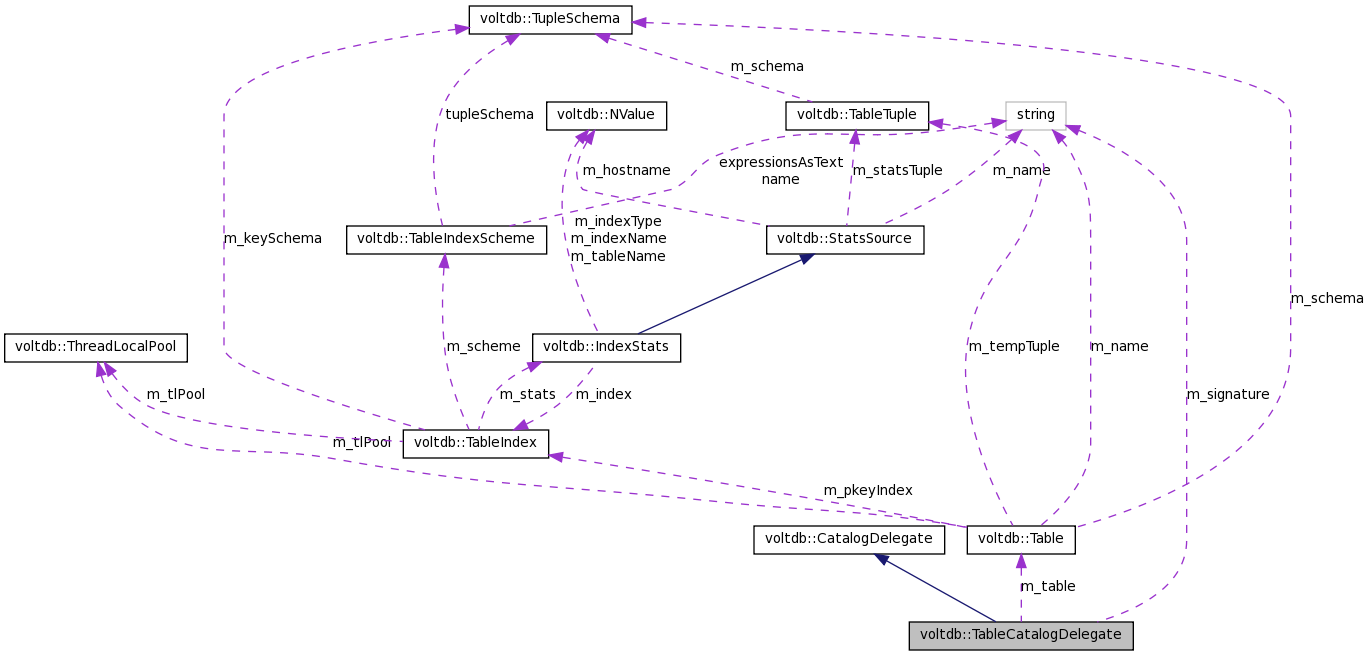 voltdb::TupleSchema
m_schema
voltdb::NValue
voltdb::TableTuple
string
tupleSchema
expressionsAsText
name
m_hostname
m_statsTuple
m_name
m_indexType
m_indexName
m_tableName
m_keySchema
voltdb::TableIndexScheme
voltdb::StatsSource
m_schema
voltdb::ThreadLocalPool
m_scheme
voltdb::IndexStats
m_tempTuple
m_name
m_tlPool
m_stats
m_index
m_signature
m_tlPool
voltdb::TableIndex
m_pkeyIndex
voltdb::CatalogDelegate
voltdb::Table
m_table
voltdb::TableCatalogDelegate